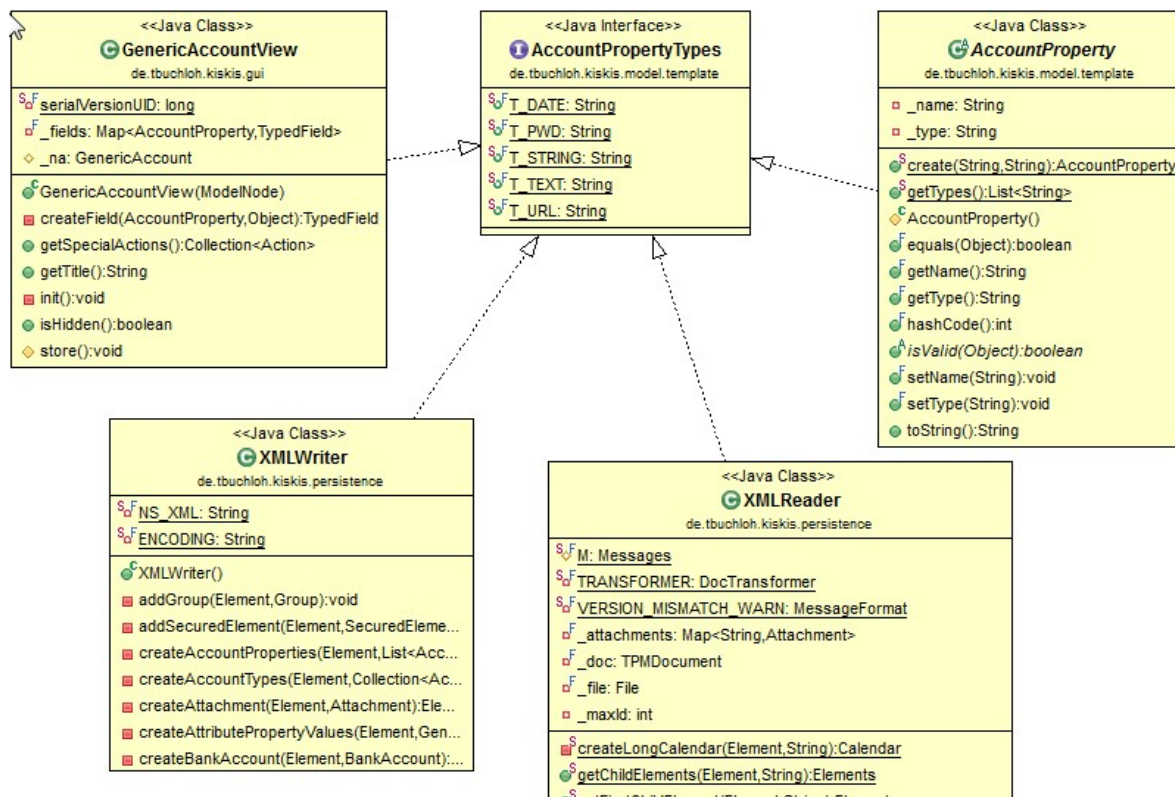 <<Java Class>>
GenericAccountView
de.tbuchloh.kiskis.gui
serialVersionUID: long
_fields: Map<AccountProperty,TypedField>
_na: GenericAccount
GenericAccountView(ModelNode)
createField(AccountProperty,Object):TypedField
getSpecialActions():Collection<Action>
getTitle():String
init():void
isHidden():boolean
store():void
<<Java Interface>>
AccountPropertyTypes
de.tbuchloh.kiskis.model.template
T_DATE: String
T_PWD: String
T_STRING: String
T_TEXT: String
T_URL: String
<<Java Class>>
AccountProperty
de.tbuchloh.kiskis.model.template
_name: String
_type: String
create(String,String):AccountProperty
getTypes():List<String>
AccountProperty()
equals(Object):boolean
getName():String
getType():String
hashCode():int
isValid(Object):boolean
setName(String):void
setType(String):void
toString():String
<<Java Class>>
XMLWriter
de.tbuchloh.kiskis.persistence
NS_XML: String
ENCODING: String
XMLWriter()
addGroup(Element,Group):void
addSecuredElement(Element,SecuredEleme...
createAccountProperties(Element,List<Acc...
createAccountTypes(Element,Collection<Ac...
createAttachment(Element,Attachment):Ele...
createAttributePropertyValues(Element,Gen...
createBankAccount(Element,BankAccount):...
<<Java Class>>
XMLReader
de.tbuchloh.kiskis.persistence
M: Messages
TRANSFORMER: DocTransformer
VERSION_MISMATCH_WARN: MessageFormat
_attachments: Map<String,Attachment>
_doc: TPMDocument
_file: File
_maxId: int
createLongCalendar(Element,String):Calendar
getChildElements(Element,String):Elements